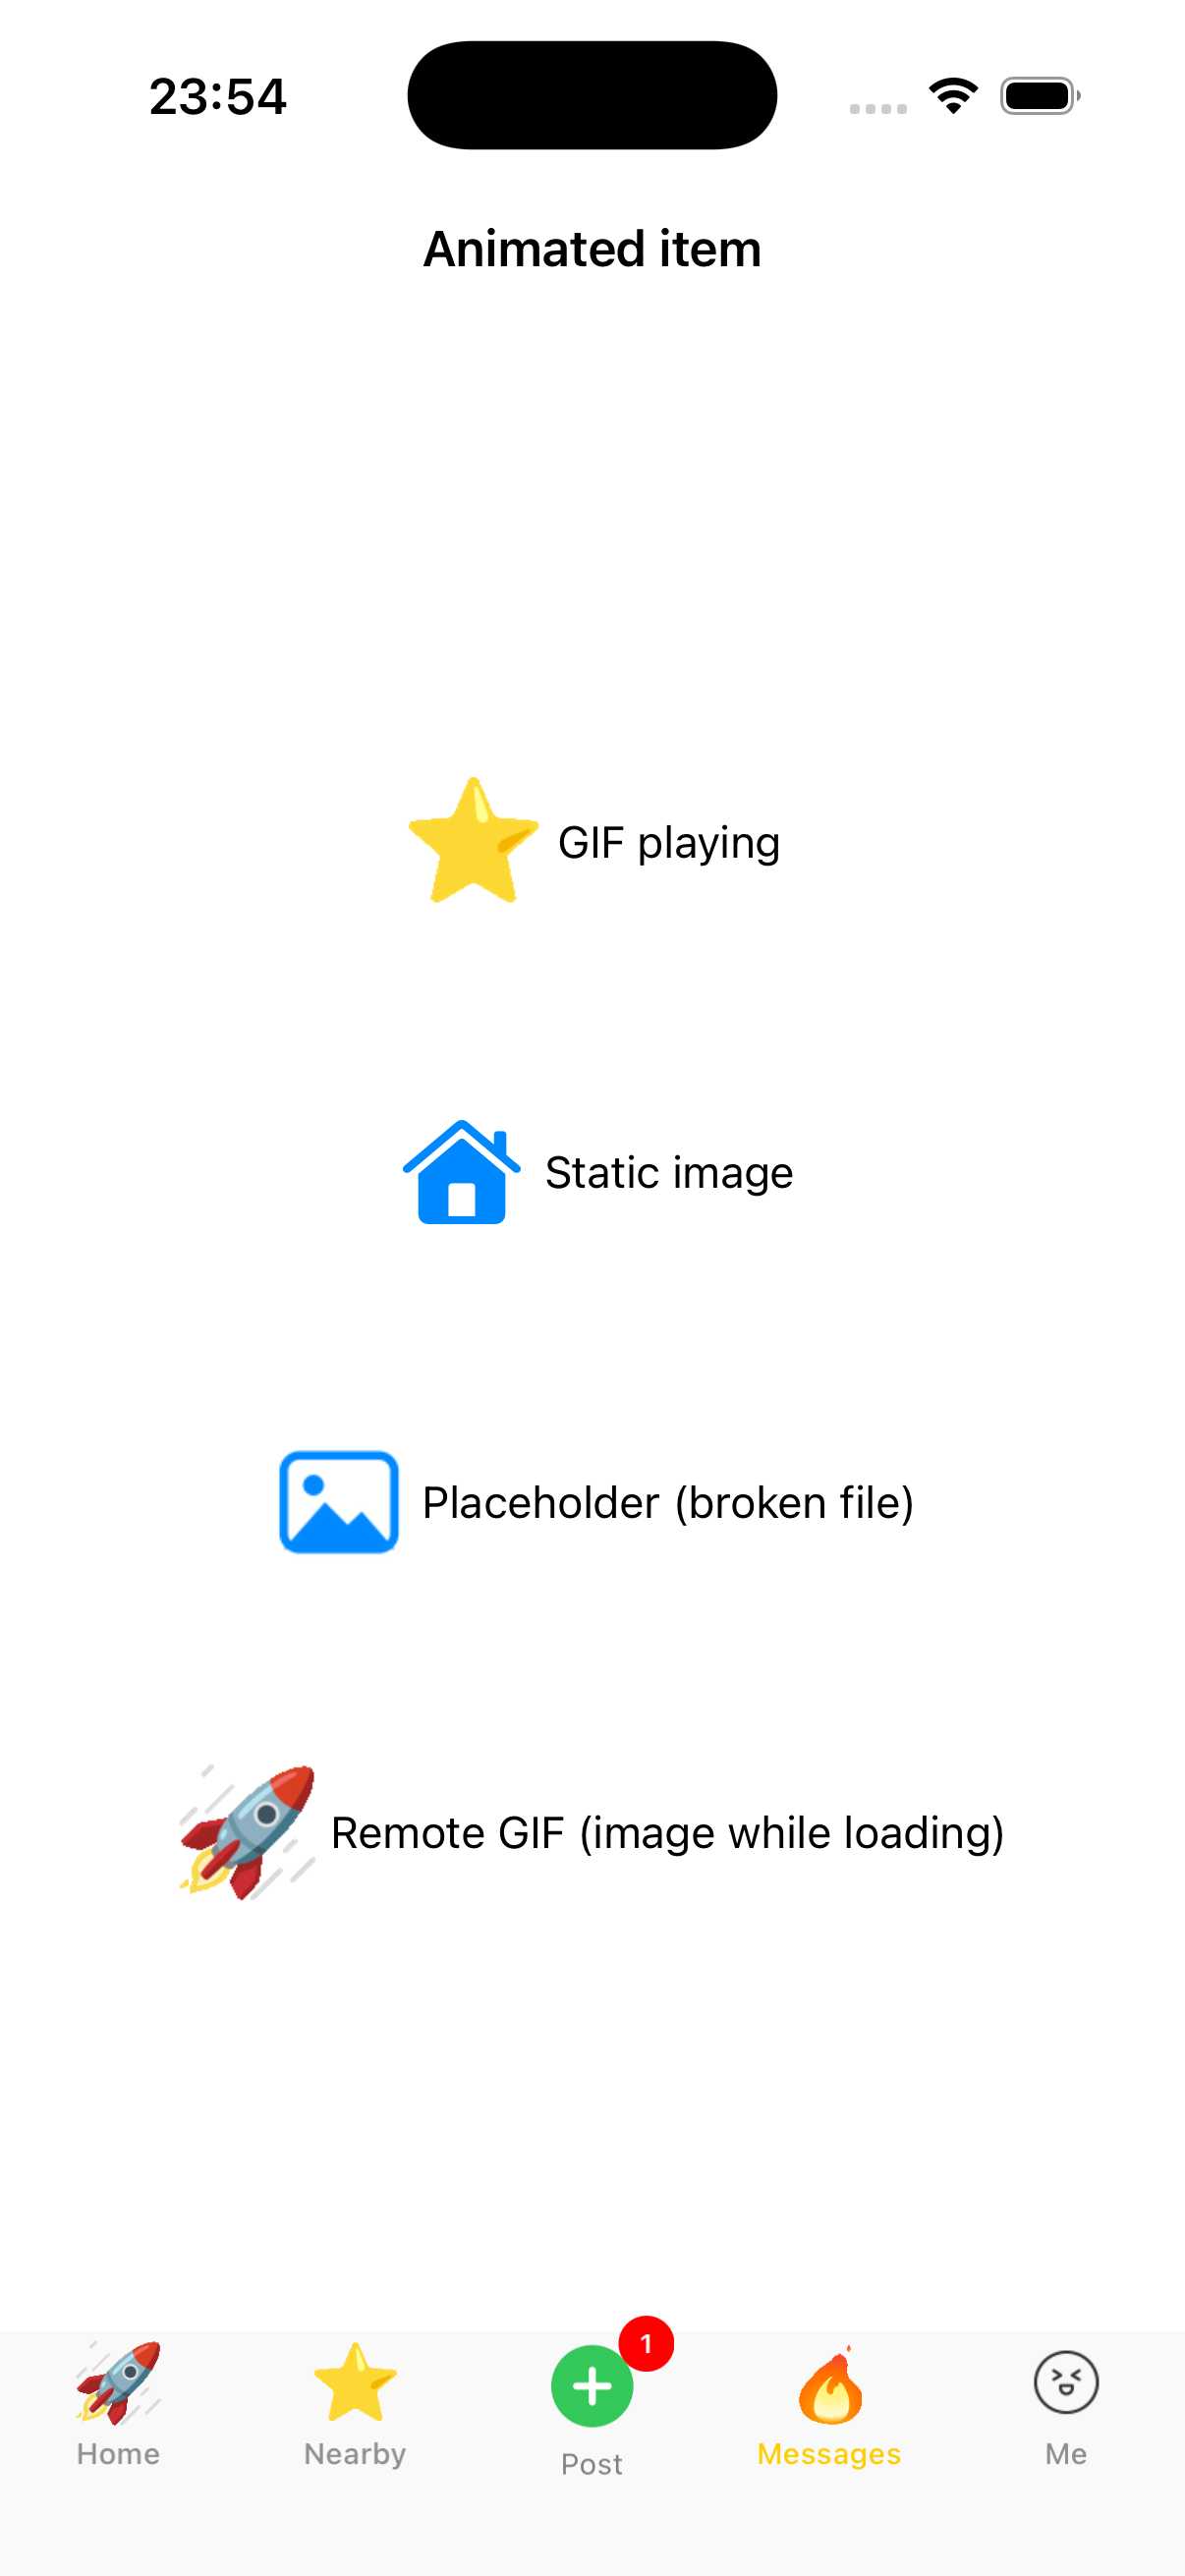 23:54
Animated item
GIF playing
Static image
Placeholder (broken file)
Remote GIF (image while loading)
1
Home
Nearby
Post
Messages
Me